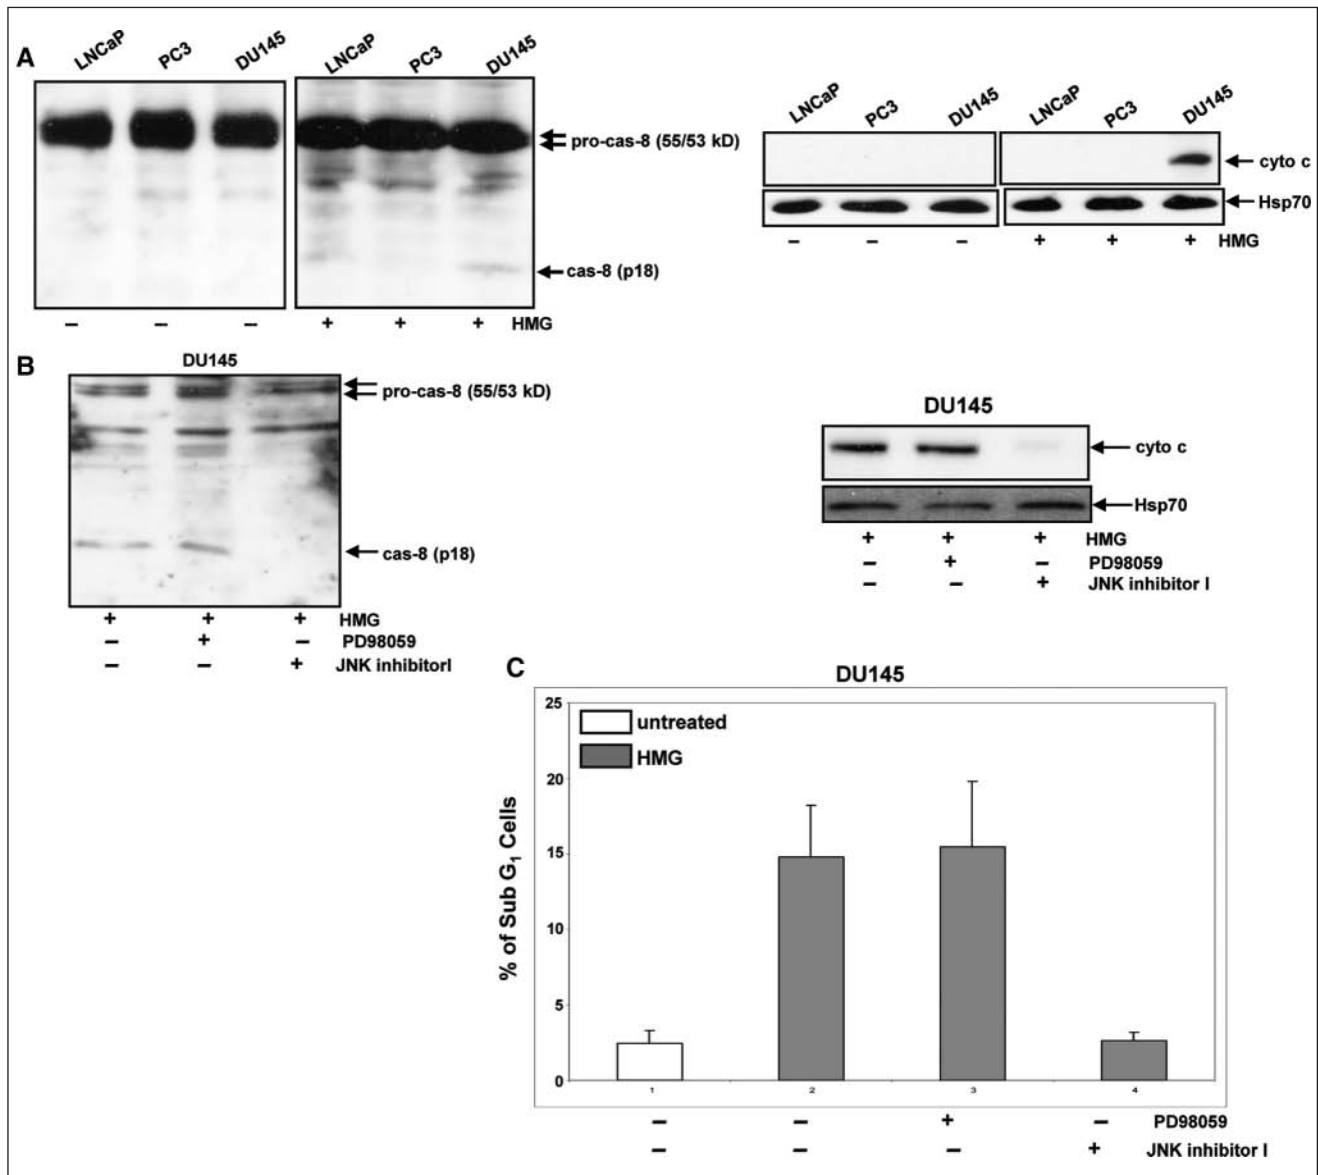 A
LNCaP PC3 DU145 LNCaP PC3 DU145
pro-cas-8 (55/53 kD)
cas-8 (p18)
– – – + + + HMG
LNCaP PC3 DU145 LNCaP PC3 DU145
cyto c
Hsp70
– – – + + + HMG
B
DU145
pro-cas-8 (55/53 kD)
cas-8 (p18)
+ + + HMG
– + – PD98059
– – + JNK inhibitorI
DU145
cyto c
Hsp70
+ + + HMG
– + – PD98059
– – + JNK inhibitor I
C
DU145
untreated
HMG
% of Sub G₁ Cells
25
20
15
10
5
0
1 2 3 4
– – + – PD98059
– – – + JNK inhibitor I